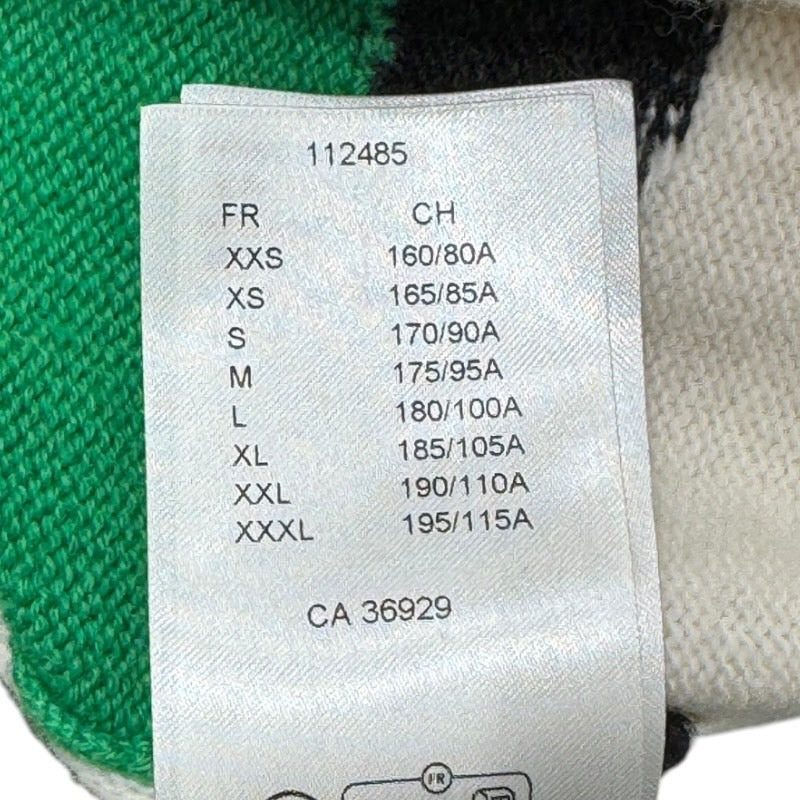 112485
FR CH
XXS 160/80A
XS 165/85A
S 170/90A
M 175/95A
L 180/100A
XL 185/105A
XXL 190/110A
XXXL 195/115A
CA 36929
FR